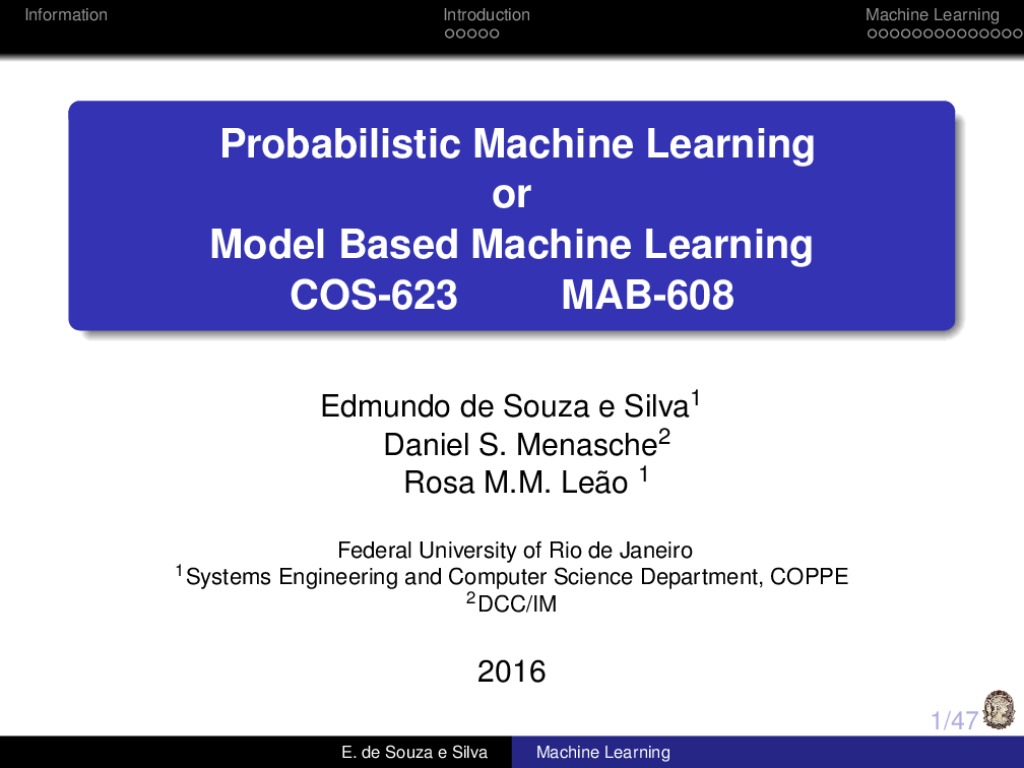 Information Introduction Machine Learning
Probabilistic Machine Learning
or
Model Based Machine Learning
COS-623 MAB-608
Edmundo de Souza e Silva¹
Daniel S. Menasche²
Rosa M.M. Leão ¹
Federal University of Rio de Janeiro
¹Systems Engineering and Computer Science Department, COPPE
²DCC/IM
2016
1/47
E. de Souza e Silva Machine Learning